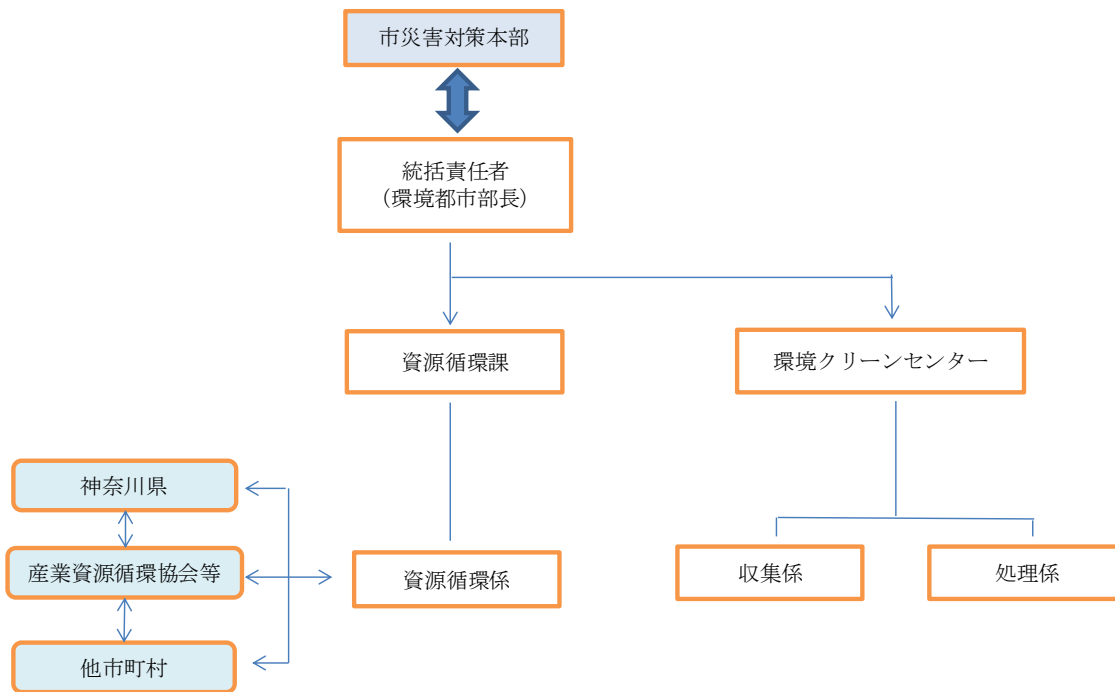 市災害対策本部
統括責任者
（環境都市部長）
資源循環課
環境クリーンセンター
神奈川県
産業資源循環協会等
他市町村
資源循環係
収集係
処理係